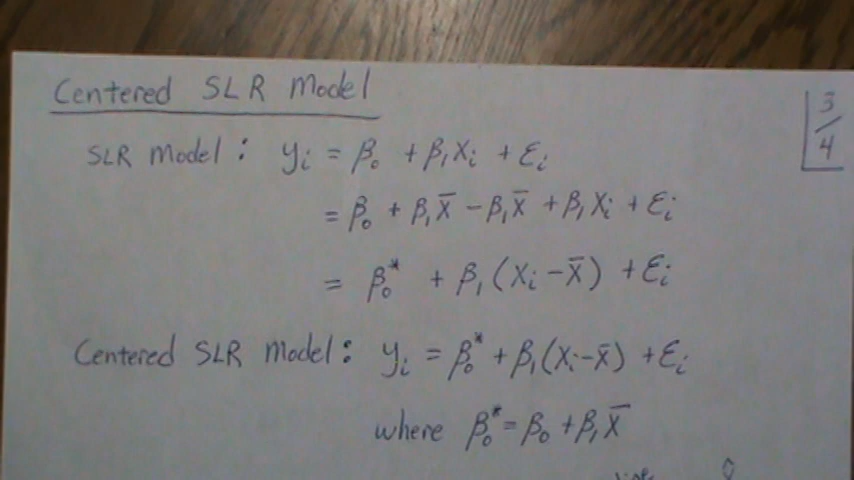 Centered SLR Model
3/4
SLR Model: yᵢ = β₀ + β₁Xᵢ + εᵢ
= β₀ + β₁X̄ − β₁X̄ + β₁Xᵢ + εᵢ
= β₀* + β₁(Xᵢ − X̄) + εᵢ
Centered SLR Model: yᵢ = β₀* + β₁(Xᵢ − X̄) + εᵢ
where β₀* = β₀ + β₁X̄